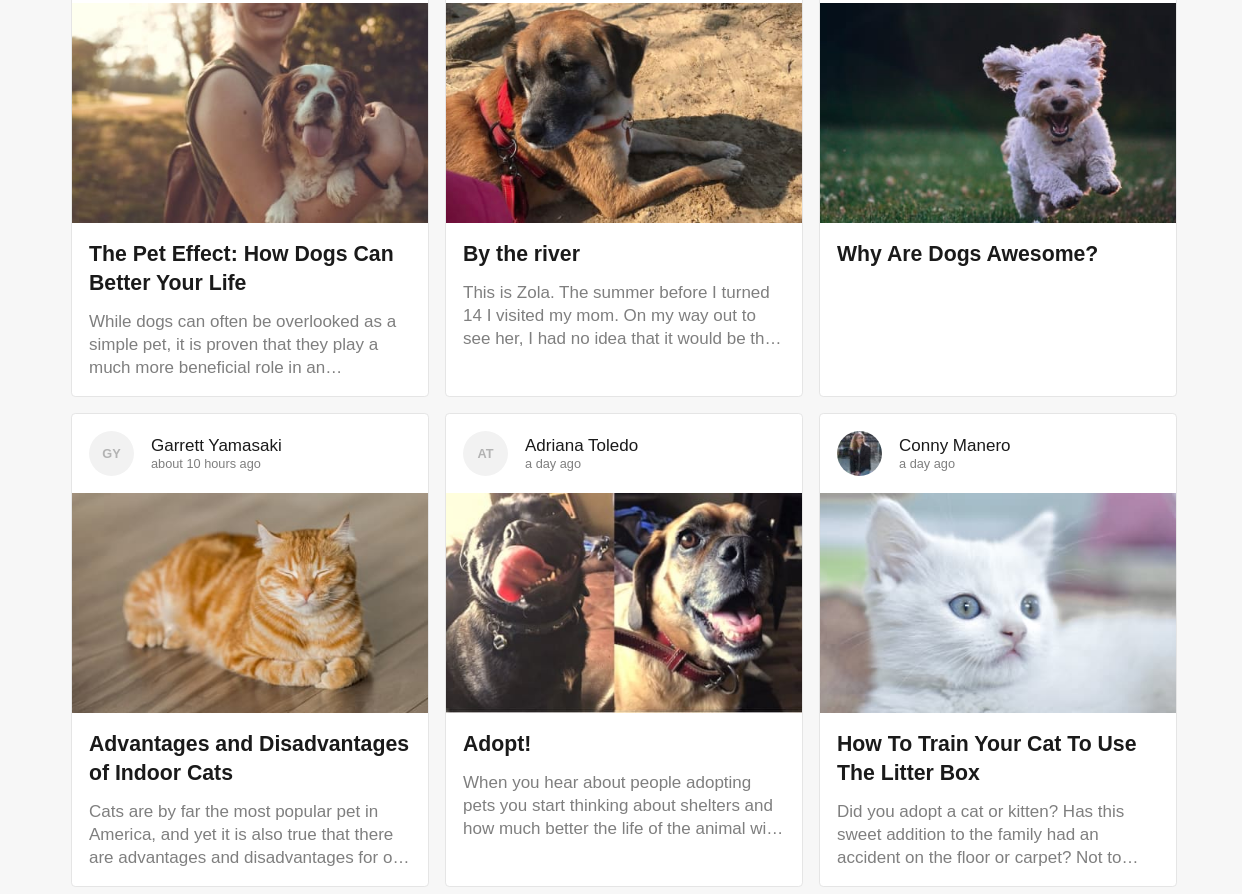 The Pet Effect: How Dogs Can
Better Your Life
While dogs can often be overlooked as a
simple pet, it is proven that they play a
much more beneficial role in an…
By the river
This is Zola. The summer before I turned
14 I visited my mom. On my way out to
see her, I had no idea that it would be th…
Why Are Dogs Awesome?
GY
Garrett Yamasaki
about 10 hours ago
Advantages and Disadvantages
of Indoor Cats
Cats are by far the most popular pet in
America, and yet it is also true that there
are advantages and disadvantages for o…
AT
Adriana Toledo
a day ago
Adopt!
When you hear about people adopting
pets you start thinking about shelters and
how much better the life of the animal wi…
Conny Manero
a day ago
How To Train Your Cat To Use
The Litter Box
Did you adopt a cat or kitten? Has this
sweet addition to the family had an
accident on the floor or carpet? Not to…